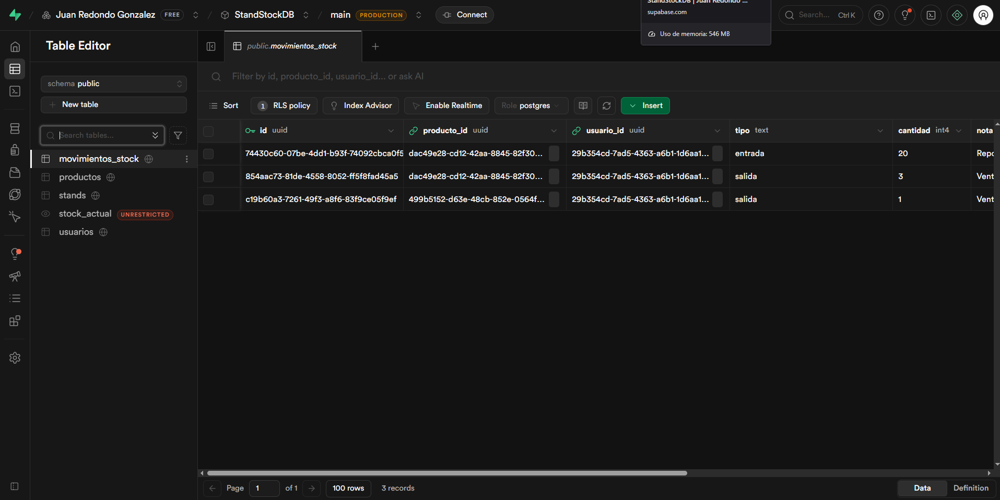 Juan Redondo Gonzalez FREE / StandStockDB / main PRODUCTION Connect
supabase.com
Uso de memoria: 546 MB
Search... Ctrl K
Table Editor
public.movimientos_stock
schema public
New table
Search tables...
movimientos_stock
productos
stands
stock_actual UNRESTRICTED
usuarios
Filter by id, producto_id, usuario_id... or ask AI
Sort 1 RLS policy Index Advisor Enable Realtime Role postgres Insert
id uuid producto_id uuid usuario_id uuid tipo text cantidad int4 nota
74430c60-07be-4dd1-b93f-74092cbca0f5 dac49e28-cd12-42aa-8845-82f30... 29b354cd-7ad5-4363-a6b1-1d6aa1... entrada 20 Repo
854aac73-81de-4558-8052-ff5f8fad45a5 dac49e28-cd12-42aa-8845-82f30... 29b354cd-7ad5-4363-a6b1-1d6aa1... salida 3 Vent
c19b60a3-7261-49f3-a8f6-83f9ce05f9ef 499b5152-d63e-48cb-852e-0564f... 29b354cd-7ad5-4363-a6b1-1d6aa1... salida 1 Vent
Page 1 of 1 100 rows 3 records
Data Definition